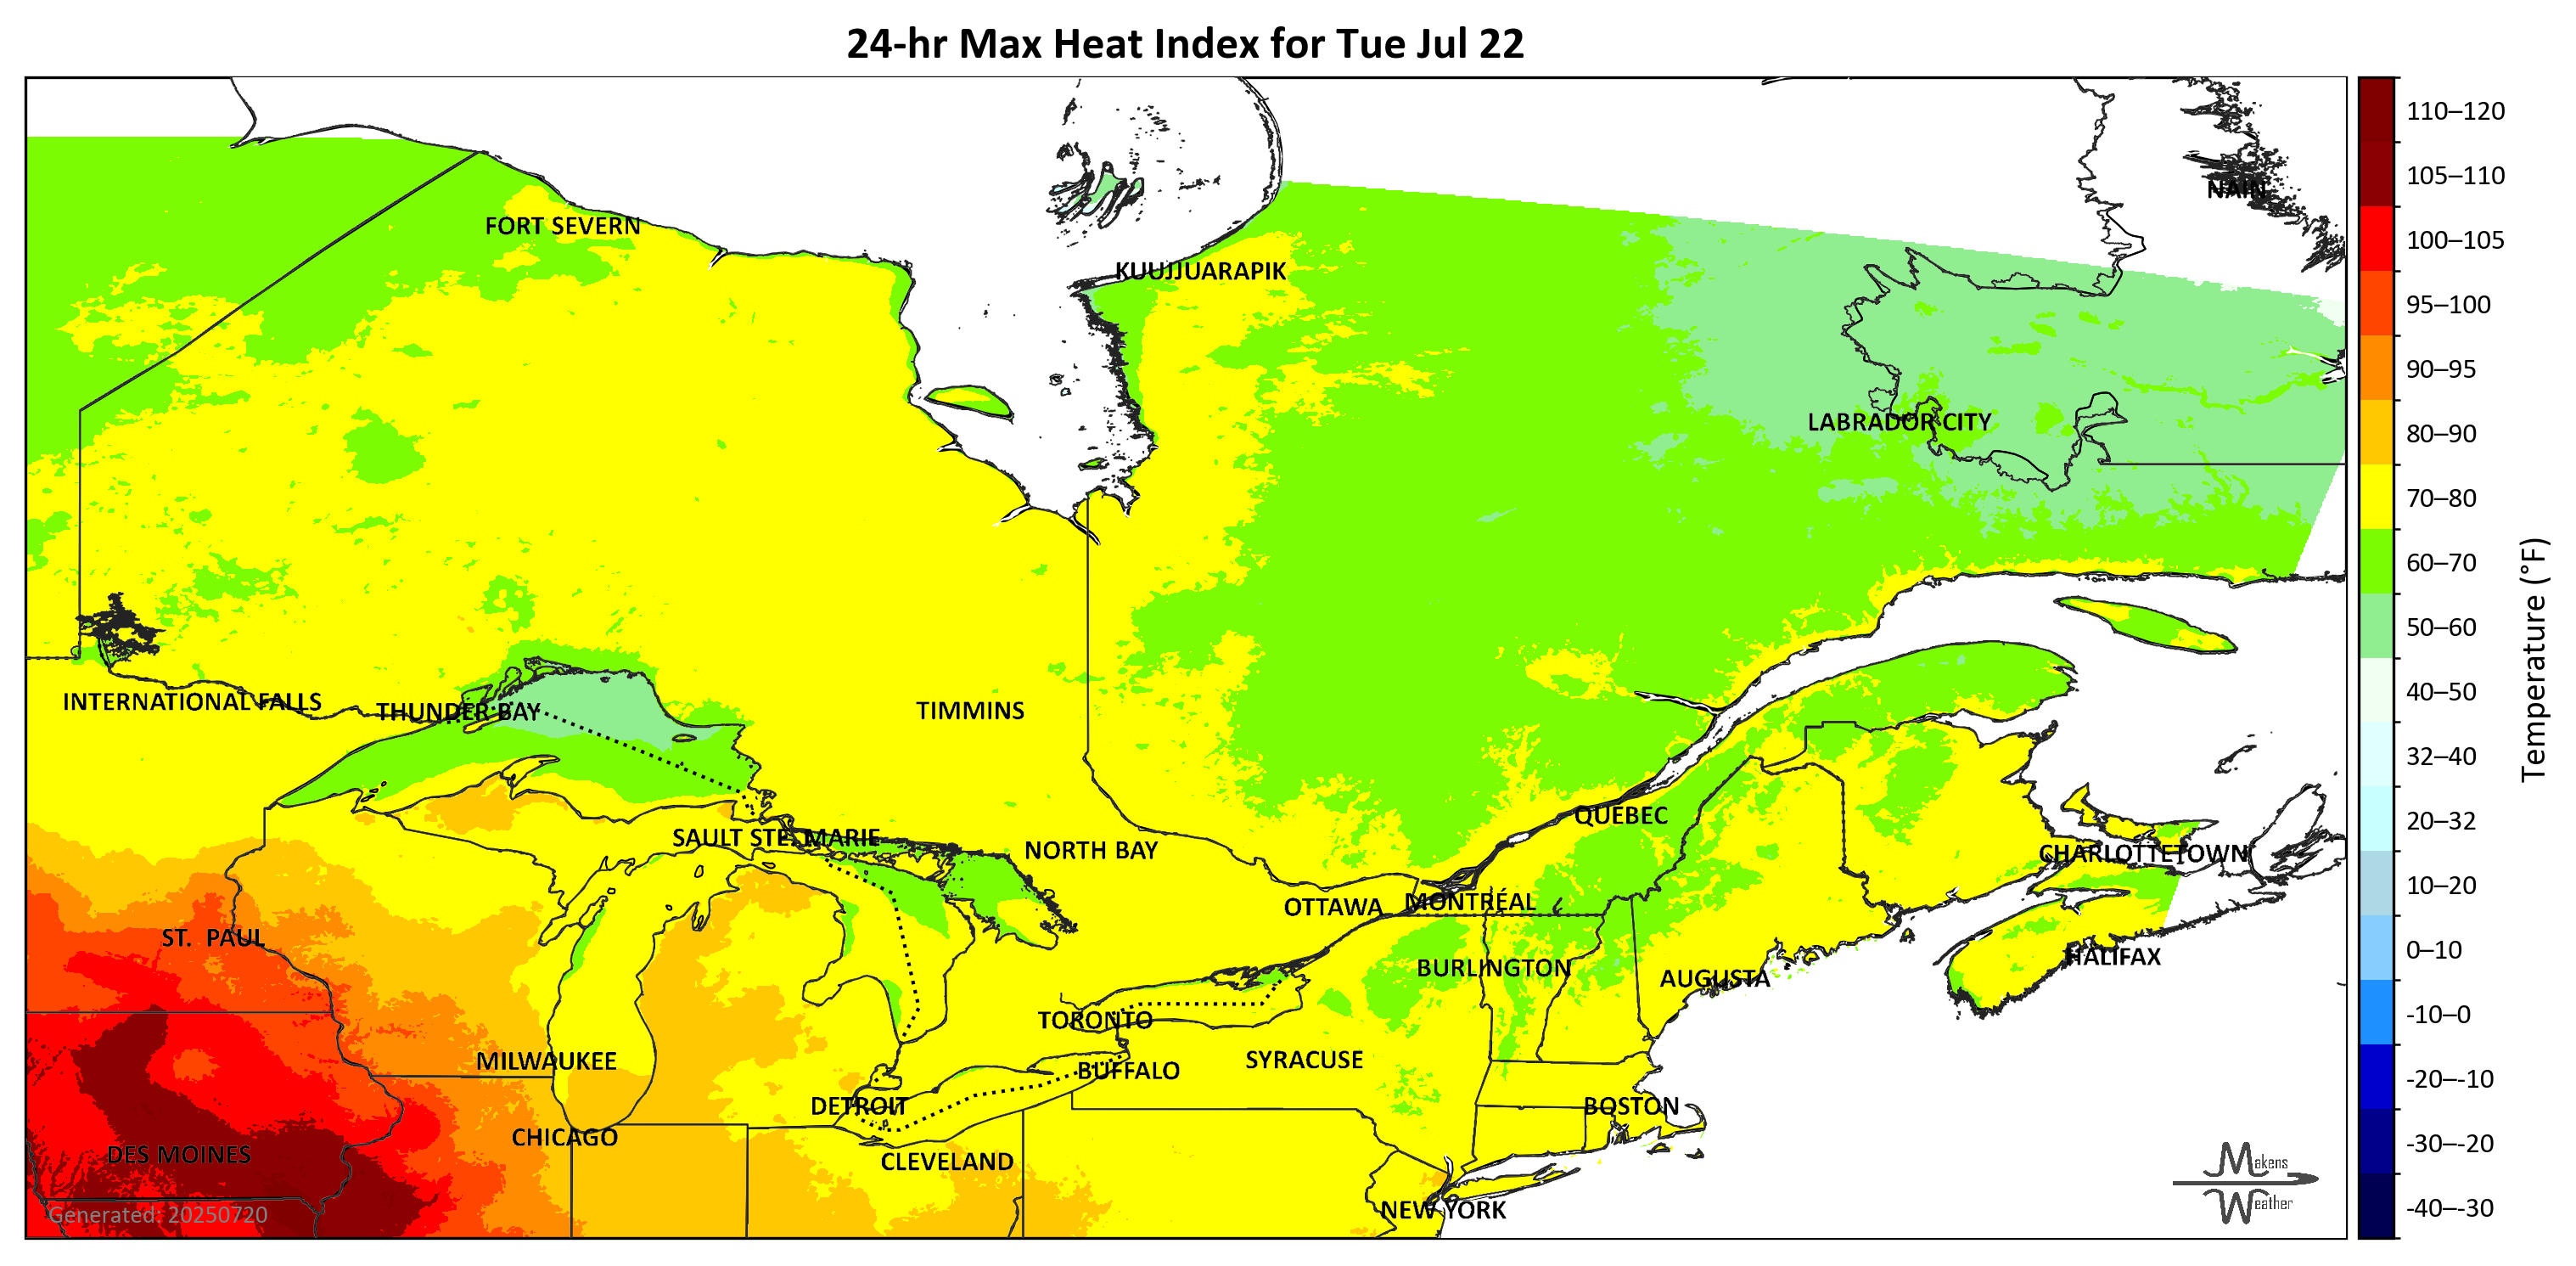 24-hr Max Heat Index for Tue Jul 22
NAIN
FORT SEVERN
KUUJJUARAPIK
LABRADOR CITY
INTERNATIONAL FALLS
THUNDER BAY
TIMMINS
QUÉBEC
SAULT STE. MARIE
NORTH BAY
CHARLOTTETOWN
OTTAWA
MONTRÉAL
ST. PAUL
HALIFAX
BURLINGTON
AUGUSTA
TORONTO
MILWAUKEE
SYRACUSE
BUFFALO
DETROIT
BOSTON
CHICAGO
DES MOINES
CLEVELAND
NEW YORK
Generated: 20250720
Makens
Weather
110–120
105–110
100–105
95–100
90–95
80–90
70–80
60–70
50–60
40–50
32–40
20–32
10–20
0–10
-10–0
-20–-10
-30–-20
-40–-30
Temperature (°F)